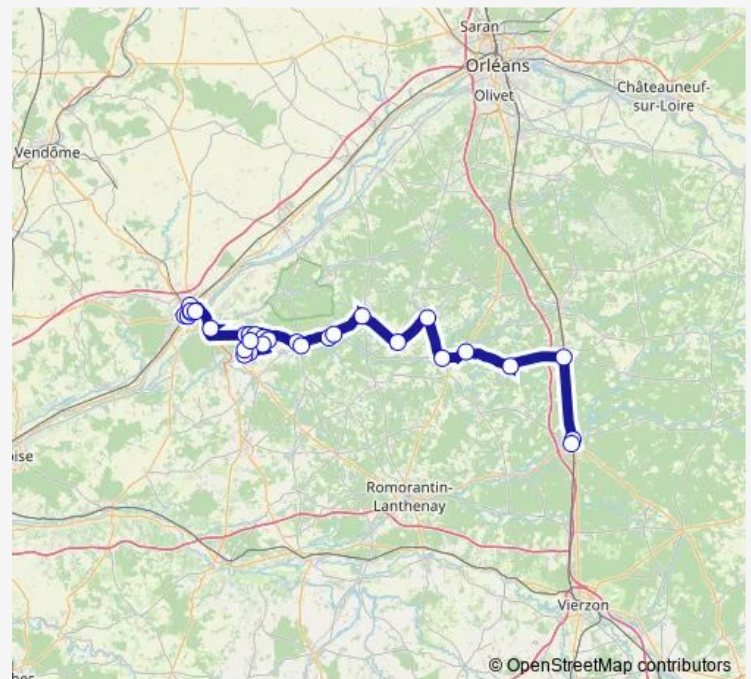 Saran
Orléans
Olivet
Châteauneuf-
sur-Loire
Vendôme
Romorantin-
Lanthenay
Vierzon
© OpenStreetMap contributors